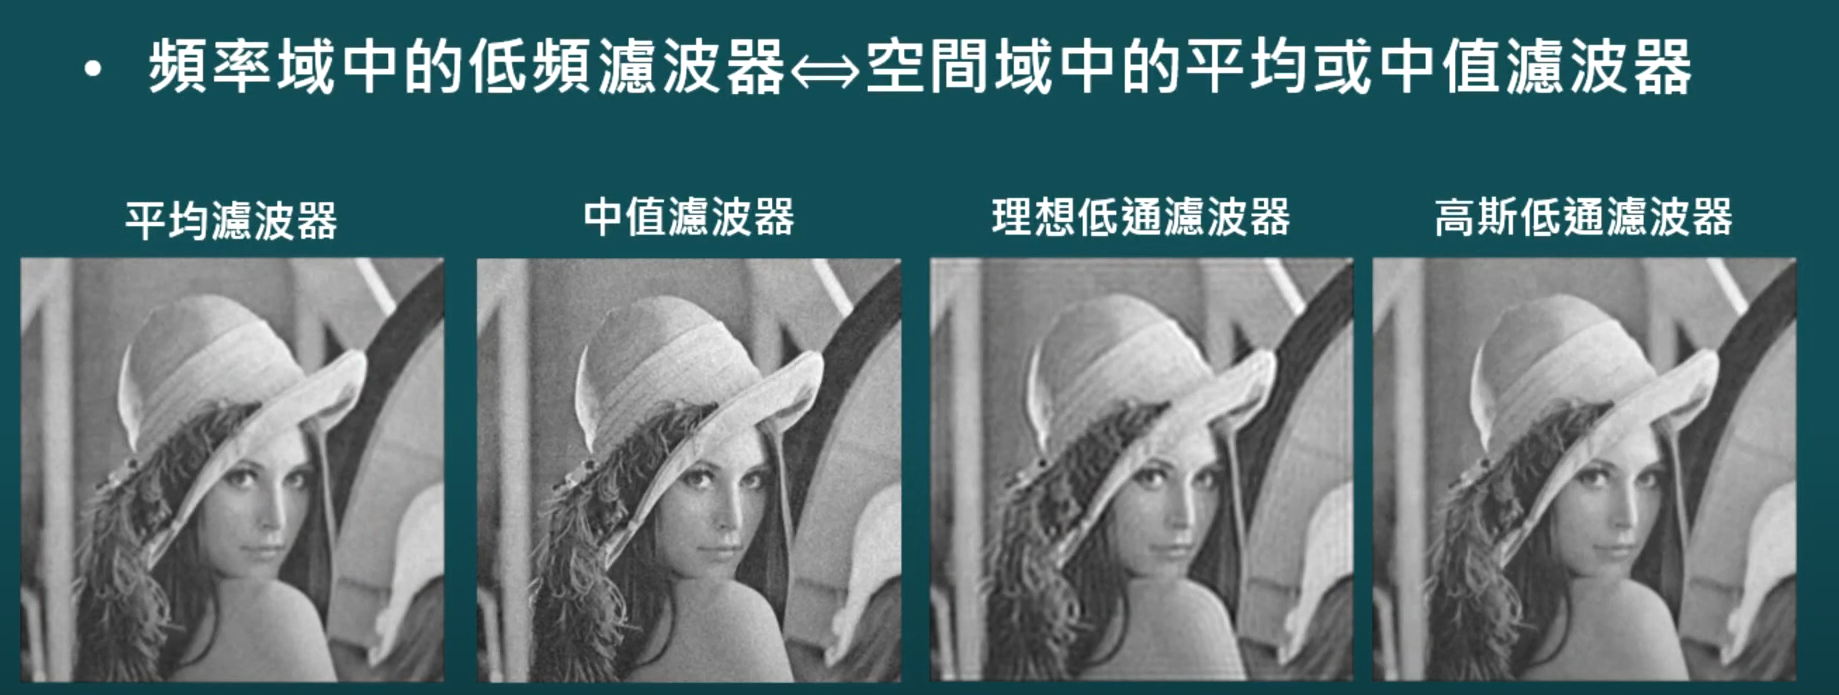 • 頻率域中的低頻濾波器⟺空間域中的平均或中值濾波器
平均濾波器
中值濾波器
理想低通濾波器
高斯低通濾波器